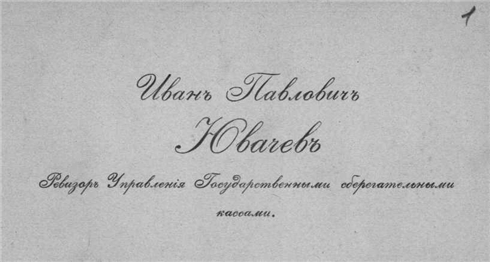 1
Иванъ Павловичъ
Ювачевъ
Ревизоръ Управленія Государственными сберегательными
кассами.